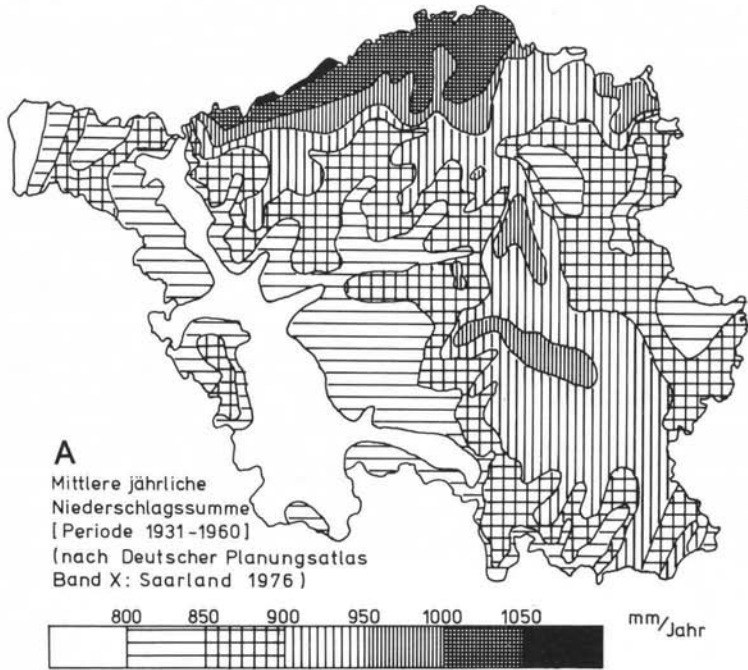 A
Mittlere jährliche
Niederschlagssumme
[Periode 1931-1960]
(nach Deutscher Planungsatlas
Band X: Saarland 1976)
800 850 900 950 1000 1050 mm/Jahr